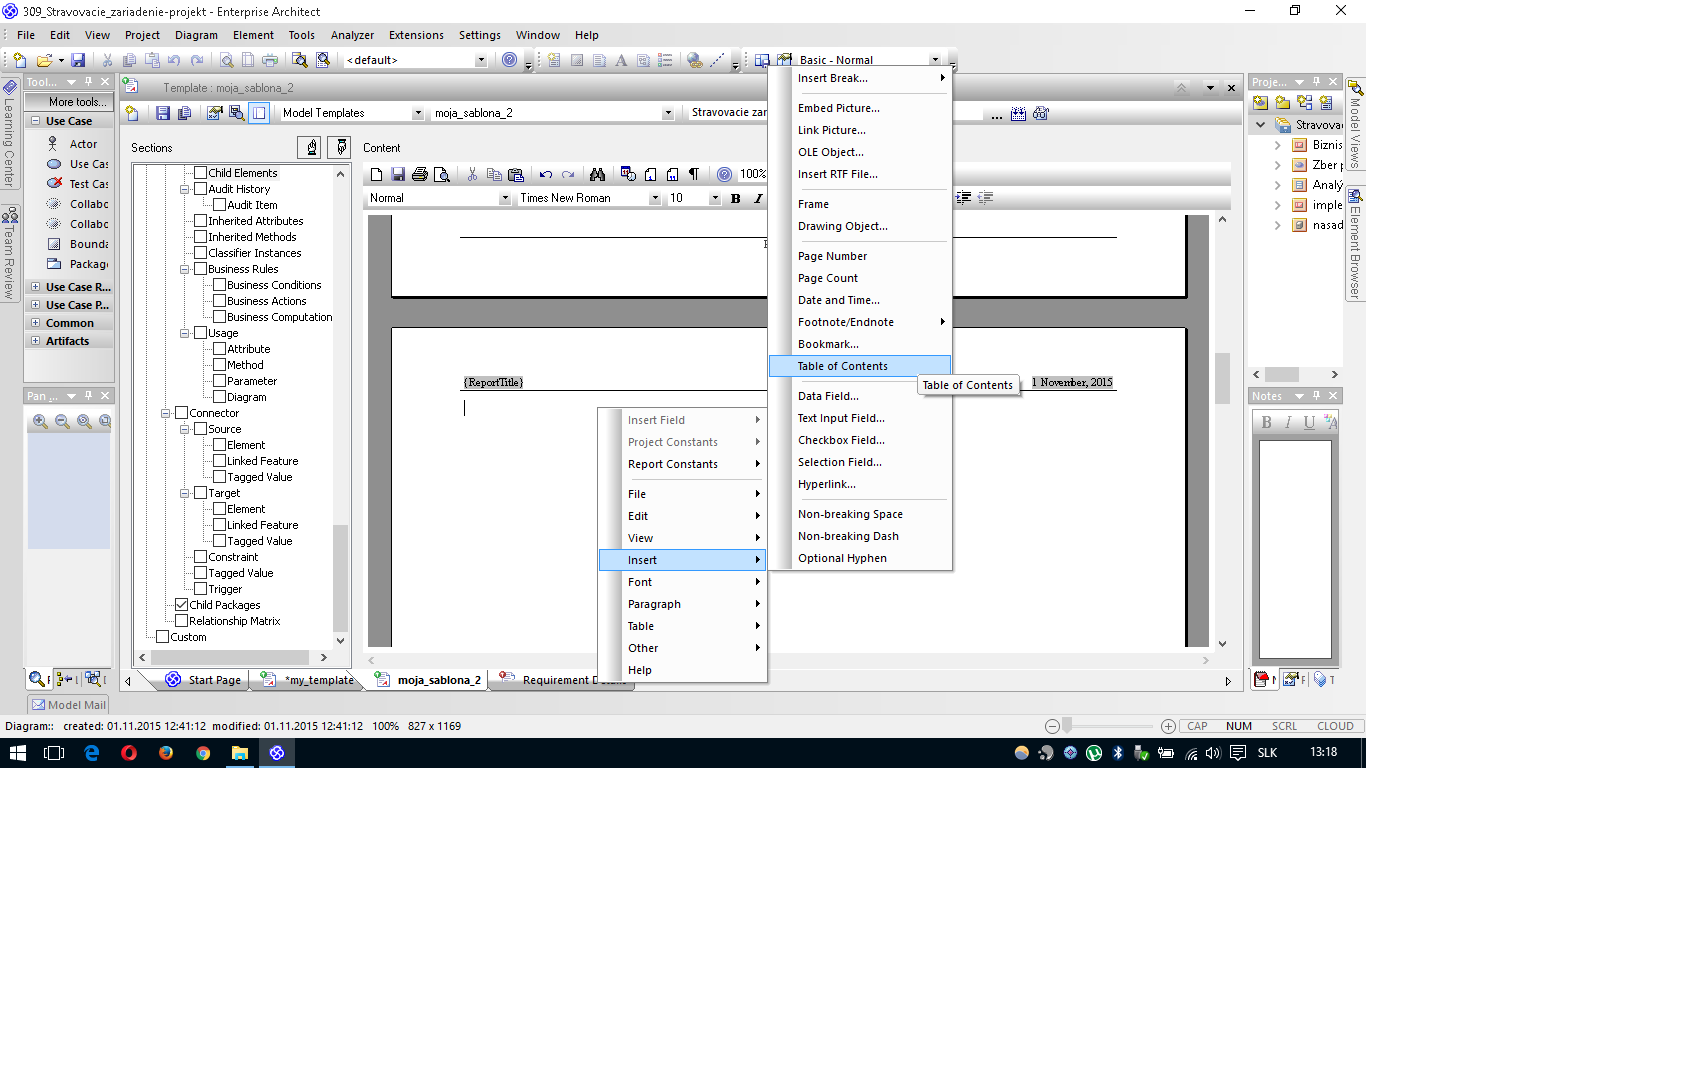 309_Stravovacie_zariadenie-projekt - Enterprise Architect
File Edit View Project Diagram Element Tools Analyzer Extensions Settings Window Help
<default>
Basic - Normal
Tool...
More tools...
Use Case
Actor
Use Cas
Test Cas
Collabo
Collabo
Bounda
Package
Use Case R...
Use Case P...
Common
Artifacts
Learning Center
Team Review
Pan ...
Template : moja_sablona_2
Model Templates
moja_sablona_2
Stravovacie zar
...
Sections
Content
Child Elements
Audit History
Audit Item
Inherited Attributes
Inherited Methods
Classifier Instances
Business Rules
Business Conditions
Business Actions
Business Computation
Usage
Attribute
Method
Parameter
Diagram
Connector
Source
Element
Linked Feature
Tagged Value
Target
Element
Linked Feature
Tagged Value
Constraint
Tagged Value
Trigger
Child Packages
Relationship Matrix
Custom
100%
Normal
Times New Roman
10
B I
{ReportTitle}
1 November, 2015
Insert Field
Project Constants
Report Constants
File
Edit
View
Insert
Font
Paragraph
Table
Other
Help
Insert Break...
Embed Picture...
Link Picture...
OLE Object...
Insert RTF File...
Frame
Drawing Object...
Page Number
Page Count
Date and Time...
Footnote/Endnote
Bookmark...
Table of Contents
Table of Contents
Data Field...
Text Input Field...
Checkbox Field...
Selection Field...
Hyperlink...
Non-breaking Space
Non-breaking Dash
Optional Hyphen
Proje...
Stravova
Biznis
Zber p
Analý
imple
nasad
Model Views
Element Browser
Notes
B I U A
Start Page
*my_template
moja_sablona_2
Requirement D
Model Mail
Diagram:: created: 01.11.2015 12:41:12 modified: 01.11.2015 12:41:12 100% 827 x 1169
CAP NUM SCRL CLOUD
SLK
13:18